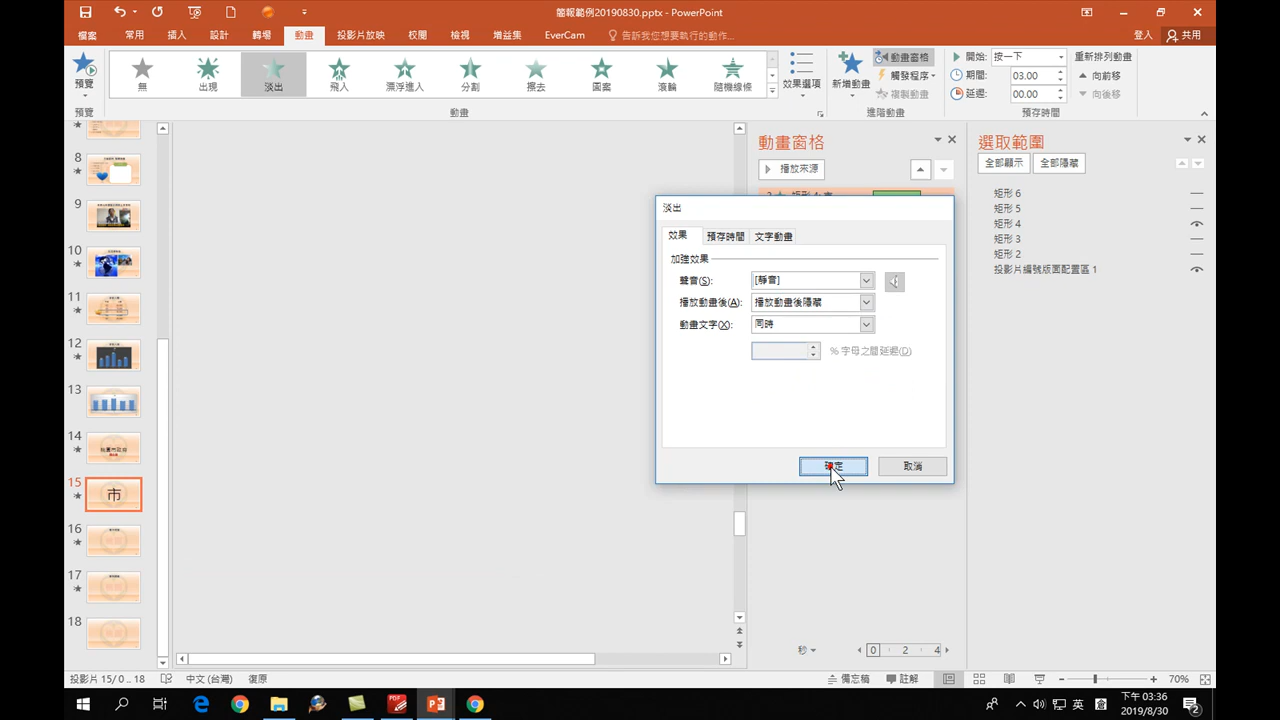 簡報範例20190830.pptx - PowerPoint
檔案 常用 插入 設計 轉場 動畫 投影片放映 校閱 檢視 增益集 EverCam 告訴我您想要執行的動作... 登入 共用
預覽 無 出現 淡出 飛入 漂浮進入 分割 擦去 圖案 滾輪 隨機線條 效果選項 新增動畫
動畫窗格 觸發程序 複製動畫
開始: 按一下
期間: 03.00
延遲: 00.00
重新排列動畫
向前移
向後移
預覽 動畫 進階動畫 預存時間
8
9
10
11
12
13
14
桃園市政府
15
市
16
17
18
動畫窗格
播放來源
淡出
效果 預存時間 文字動畫
加強效果
聲音(S): [靜音]
播放動畫後(A): 播放動畫後隱藏
動畫文字(X): 同時
% 字母之間延遲(D)
確定 取消
秒 0 2 4
選取範圍
全部顯示 全部隱藏
矩形 6
矩形 5
矩形 4
矩形 3
矩形 2
投影片編號版面配置區 1
投影片 15/0 .. 18 中文 (台灣) 復原 備忘稿 註解 70%
英 下午 03:36
2019/8/30
2